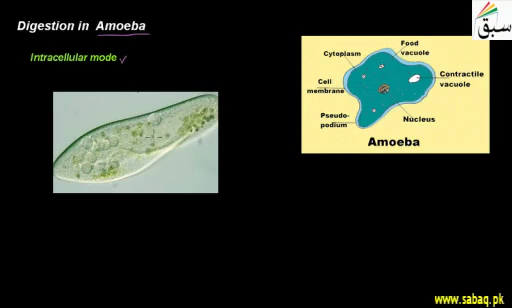 Digestion in Amoeba
سبق
Intracellular mode
Food
vacuole
Cytoplasm
Cell
membrane
Contractile
vacuole
Pseudo-
podium
Nucleus
Amoeba
www.sabaq.pk